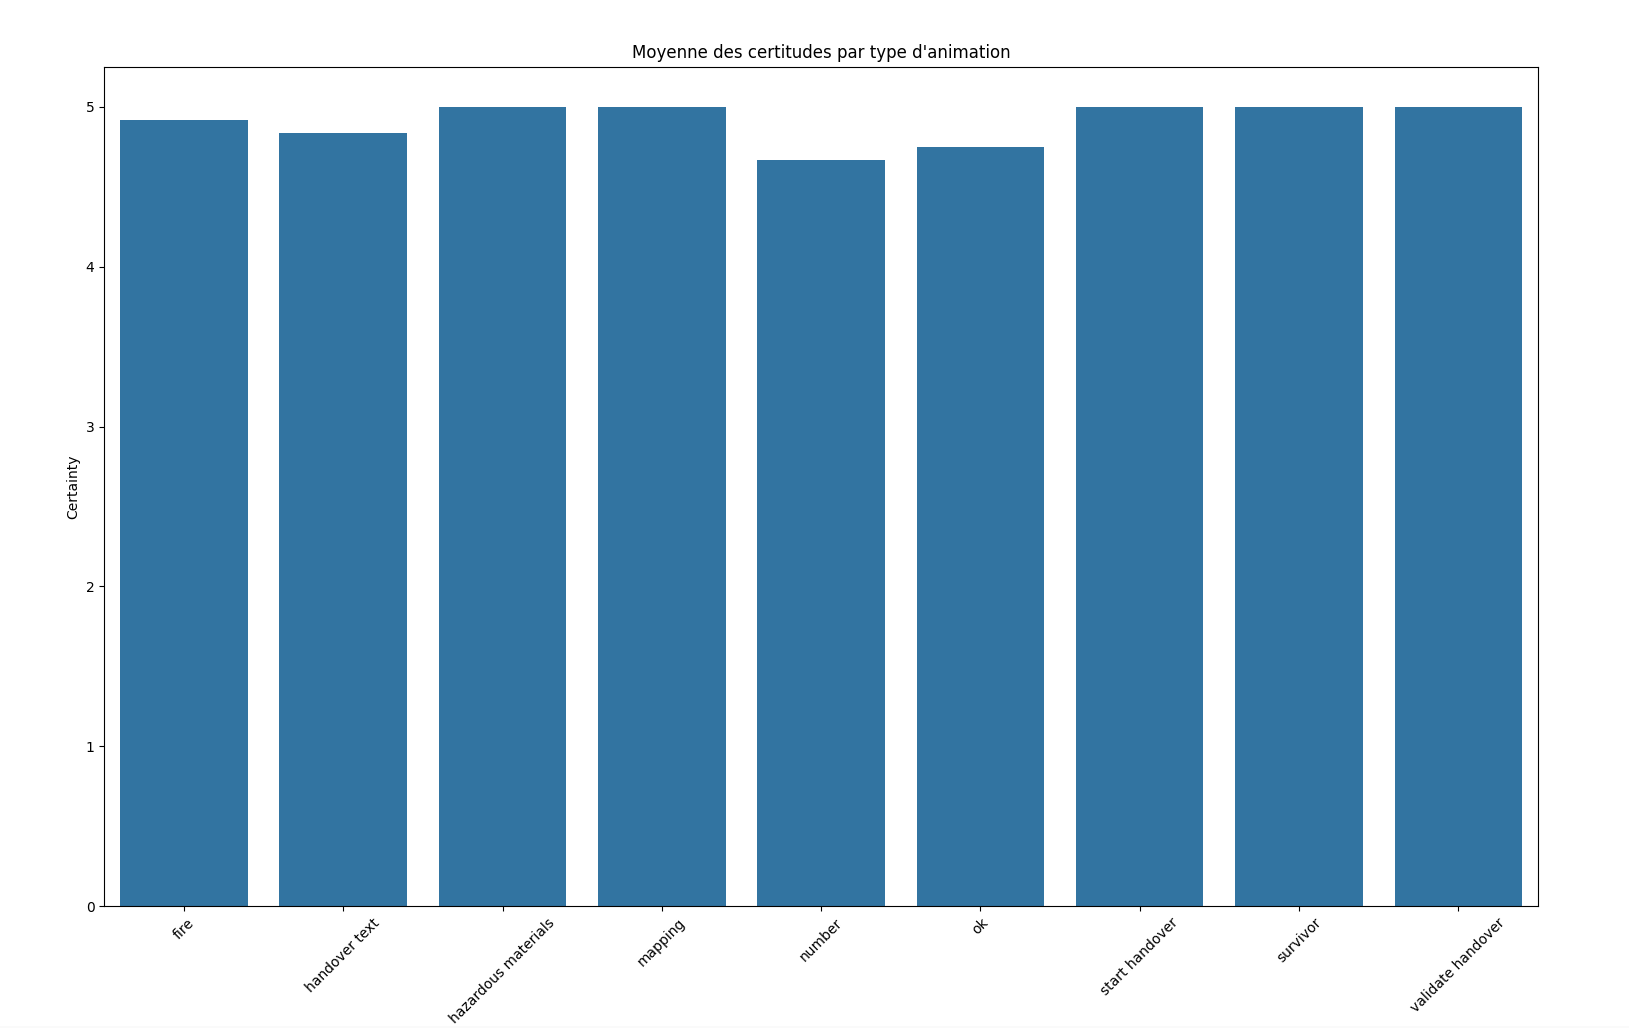 Moyenne des certitudes par type d'animation
Certainty
5
4
3
2
1
0
fire
handover text
hazardous materials
mapping
number
ok
start handover
survivor
validate handover